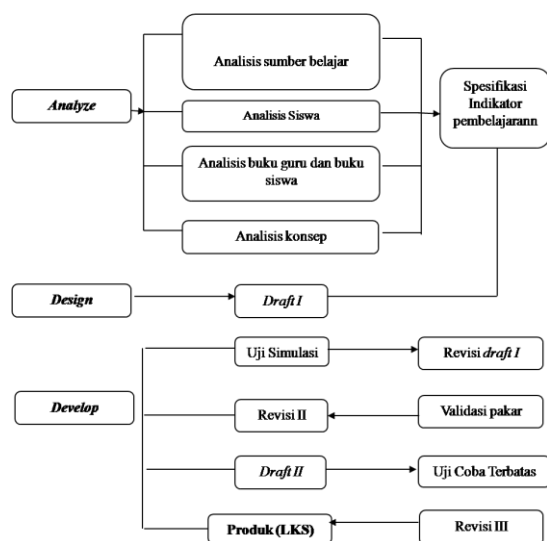 Analisis sumber belajar
Spesifikasi
Indikator
pembelajarann
Analyze
Analisis Siswa
Analisis buku guru dan buku
siswa
Analisis konsep
Design
Draft I
Uji Simulasi
Revisi draft I
Develop
Revisi II
Validasi pakar
Draft II
Uji Coba Terbatas
Produk (LKS)
Revisi III